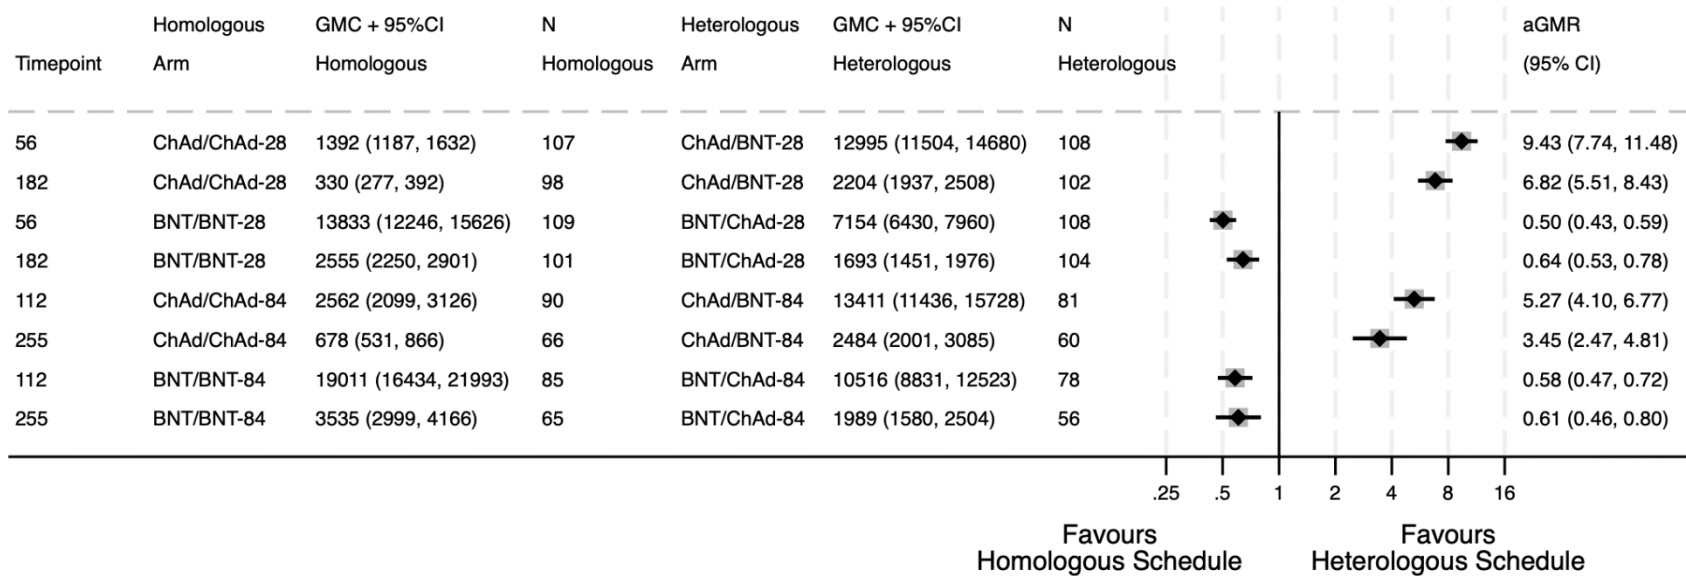 Homologous GMC + 95%CI N Heterologous GMC + 95%CI N aGMR
Timepoint Arm Homologous Homologous Arm Heterologous Heterologous (95% CI)
56 ChAd/ChAd-28 1392 (1187, 1632) 107 ChAd/BNT-28 12995 (11504, 14680) 108 9.43 (7.74, 11.48)
182 ChAd/ChAd-28 330 (277, 392) 98 ChAd/BNT-28 2204 (1937, 2508) 102 6.82 (5.51, 8.43)
56 BNT/BNT-28 13833 (12246, 15626) 109 BNT/ChAd-28 7154 (6430, 7960) 108 0.50 (0.43, 0.59)
182 BNT/BNT-28 2555 (2250, 2901) 101 BNT/ChAd-28 1693 (1451, 1976) 104 0.64 (0.53, 0.78)
112 ChAd/ChAd-84 2562 (2099, 3126) 90 ChAd/BNT-84 13411 (11436, 15728) 81 5.27 (4.10, 6.77)
255 ChAd/ChAd-84 678 (531, 866) 66 ChAd/BNT-84 2484 (2001, 3085) 60 3.45 (2.47, 4.81)
112 BNT/BNT-84 19011 (16434, 21993) 85 BNT/ChAd-84 10516 (8831, 12523) 78 0.58 (0.47, 0.72)
255 BNT/BNT-84 3535 (2999, 4166) 65 BNT/ChAd-84 1989 (1580, 2504) 56 0.61 (0.46, 0.80)
.25 .5 1 2 4 8 16
Favours Favours
Homologous Schedule Heterologous Schedule